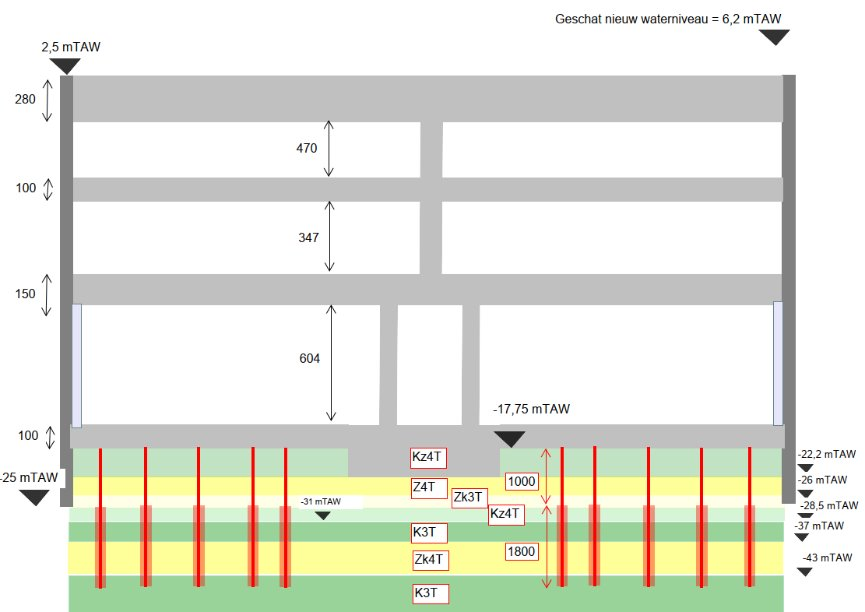 Geschat nieuw waterniveau = 6,2 mTAW
2,5 mTAW
280
470
100
347
150
604
-17,75 mTAW
100
Kz4T
-22,2 mTAW
-25 mTAW
Z4T
1000
-26 mTAW
Zk3T
-31 mTAW
-28,5 mTAW
Kz4T
-37 mTAW
K3T
1800
Zk4T
-43 mTAW
K3T